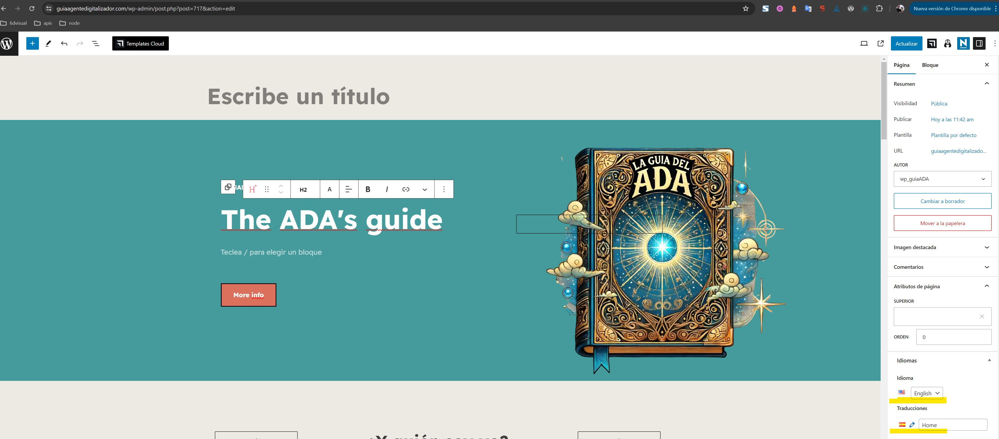 guiaagentedigitalizador.com/wp-admin/post.php?post=717&action=edit
Nueva versión de Chrome disponible
6dvisual
apis
node
Templates Cloud
Actualizar
Página
Bloque
Escribe un título
Resumen
Visibilidad
Pública
Publicar
Hoy a las 11:42 am
Plantilla
Plantilla por defecto
URL
guiaagentedigitalizado...
AUTOR
wp_guiaADA
H2
A
B
I
LA GUIA DEL
ADA
The ADA's guide
Teclea / para elegir un bloque
More info
Cambiar a borrador
Mover a la papelera
Imagen destacada
Comentarios
Atributos de página
SUPERIOR
ORDEN
0
Idiomas
Idioma
English
Traducciones
Home
¿Y quién soy yo?